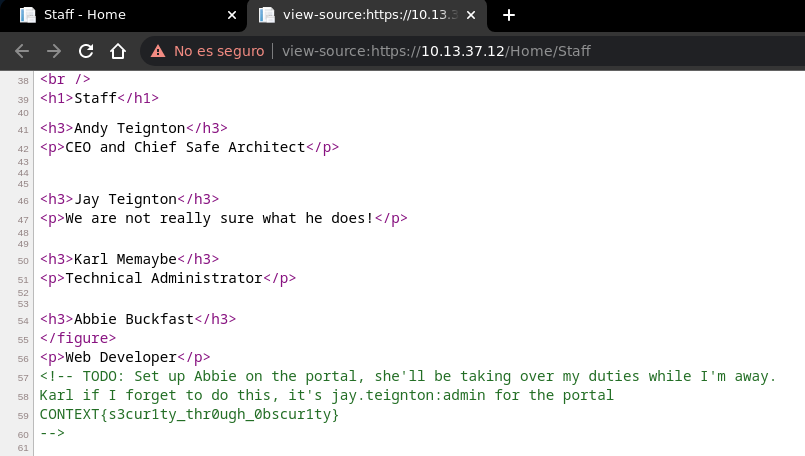 Staff - Home
view-source:https://10.13.3
No es seguro
view-source:https://10.13.37.12/Home/Staff
38 <br />
39 <h1>Staff</h1>
40
41 <h3>Andy Teignton</h3>
42 <p>CEO and Chief Safe Architect</p>
43
44
45
46 <h3>Jay Teignton</h3>
47 <p>We are not really sure what he does!</p>
48
49
50 <h3>Karl Memaybe</h3>
51 <p>Technical Administrator</p>
52
53
54 <h3>Abbie Buckfast</h3>
55 </figure>
56 <p>Web Developer</p>
57 <!-- TODO: Set up Abbie on the portal, she'll be taking over my duties while I'm away.
58 Karl if I forget to do this, it's jay.teignton:admin for the portal
59 CONTEXT{s3cur1ty_thr0ugh_0bscur1ty}
60 -->
61